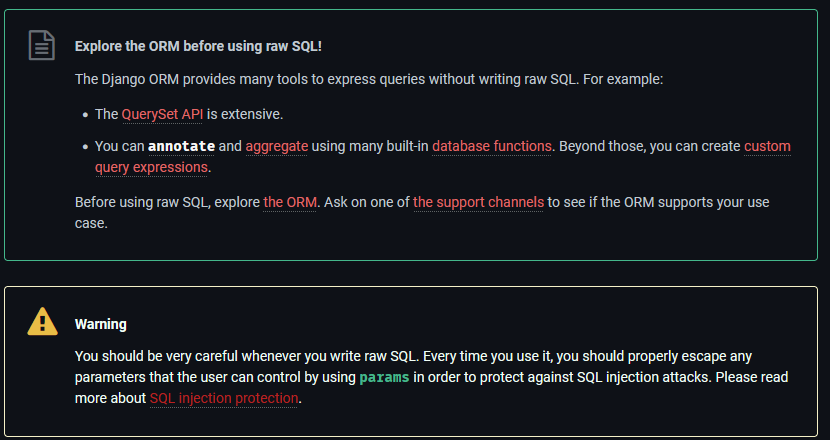 Explore the ORM before using raw SQL!
The Django ORM provides many tools to express queries without writing raw SQL. For example:
• The QuerySet API is extensive.
• You can annotate and aggregate using many built-in database functions. Beyond those, you can create custom
query expressions.
Before using raw SQL, explore the ORM. Ask on one of the support channels to see if the ORM supports your use
case.
Warning
You should be very careful whenever you write raw SQL. Every time you use it, you should properly escape any
parameters that the user can control by using params in order to protect against SQL injection attacks. Please read
more about SQL injection protection.